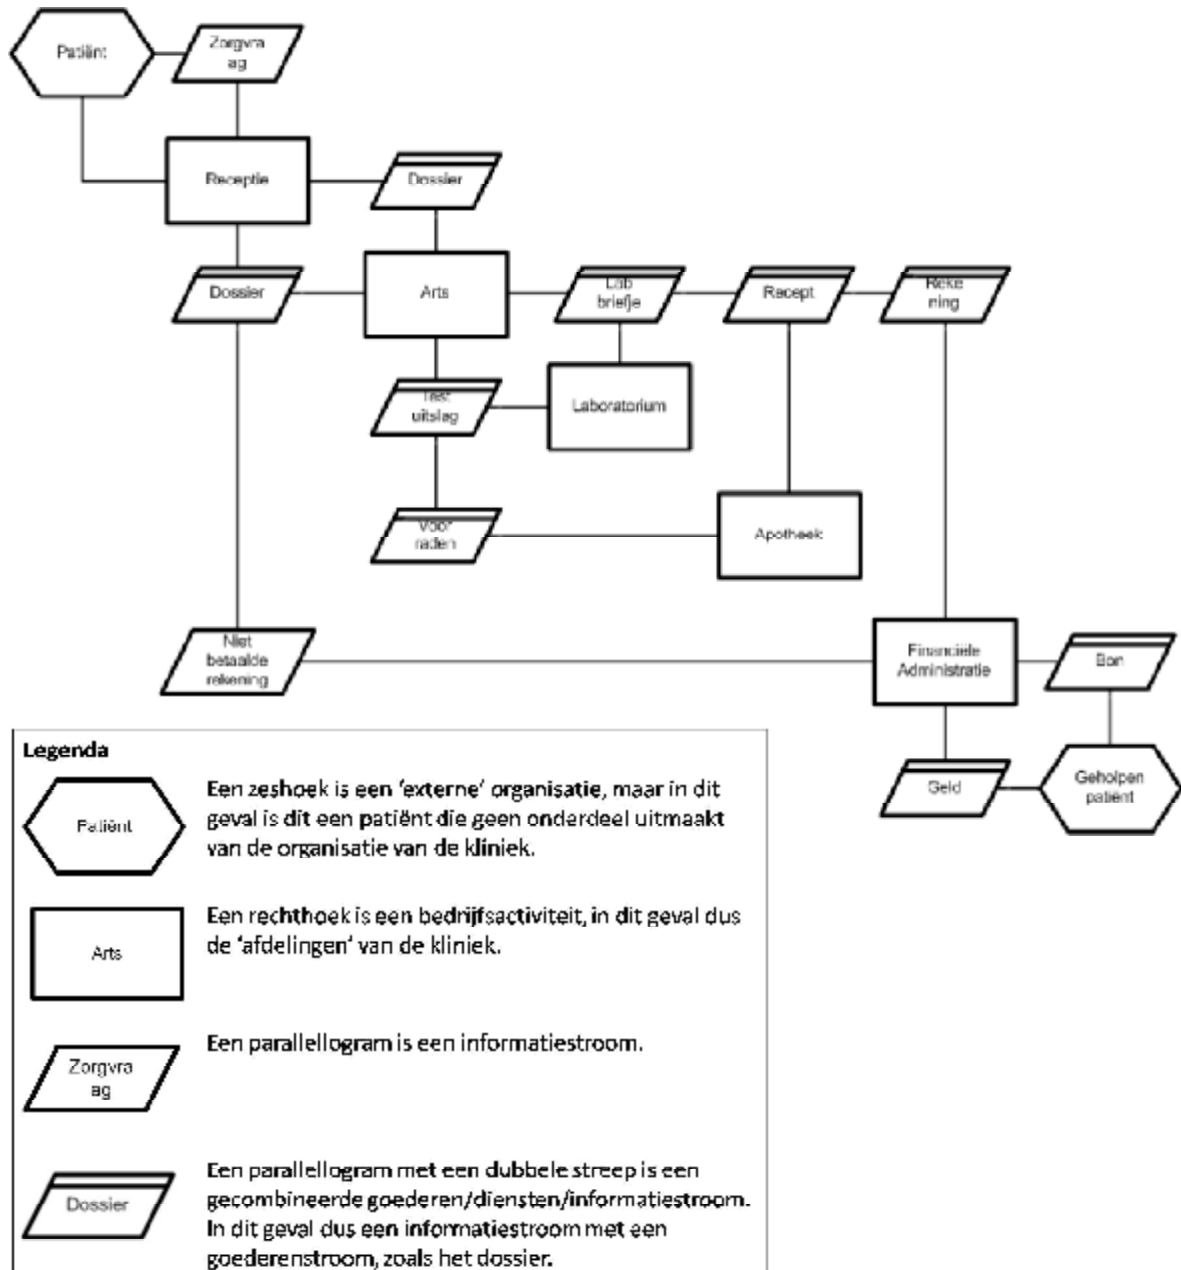 Patiënt
Zorgvra
ag
Receptie
Dossier
Dossier
Arts
Lab
briefje
Recept
Reke
ning
Test
uitslag
Laboratorium
Voor
raden
Apotheek
Niet
betaalde
rekening
Financiële
Administratie
Bon
Geld
Geholpen
patiënt
Legenda
Patiënt
Een zeshoek is een ‘externe’ organisatie, maar in dit
geval is dit een patiënt die geen onderdeel uitmaakt
van de organisatie van de kliniek.
Arts
Een rechthoek is een bedrijfsactiviteit, in dit geval dus
de ‘afdelingen’ van de kliniek.
Zorgvra
ag
Een parallellogram is een informatiestroom.
Dossier
Een parallellogram met een dubbele streep is een
gecombineerde goederen/diensten/informatiestroom.
In dit geval dus een informatiestroom met een
goederenstroom, zoals het dossier.